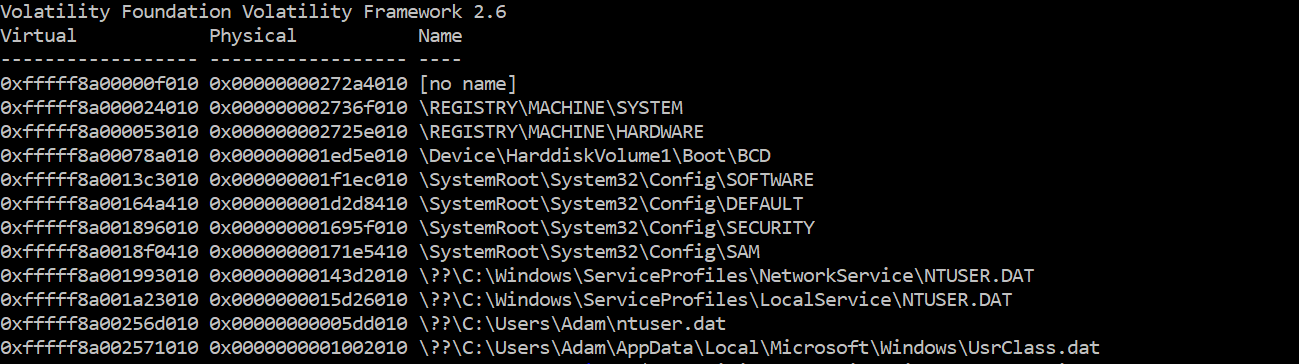 Volatility Foundation Volatility Framework 2.6
Virtual            Physical           Name
------------------ ------------------ ----
0xfffff8a00000f010 0x00000000272a4010 [no name]
0xfffff8a000024010 0x000000002736f010 \REGISTRY\MACHINE\SYSTEM
0xfffff8a000053010 0x000000002725e010 \REGISTRY\MACHINE\HARDWARE
0xfffff8a00078a010 0x000000001ed5e010 \Device\HarddiskVolume1\Boot\BCD
0xfffff8a0013c3010 0x000000001f1ec010 \SystemRoot\System32\Config\SOFTWARE
0xfffff8a00164a410 0x000000001d2d8410 \SystemRoot\System32\Config\DEFAULT
0xfffff8a001896010 0x000000001695f010 \SystemRoot\System32\Config\SECURITY
0xfffff8a0018f0410 0x00000000171e5410 \SystemRoot\System32\Config\SAM
0xfffff8a001993010 0x00000000143d2010 \??\C:\Windows\ServiceProfiles\NetworkService\NTUSER.DAT
0xfffff8a001a23010 0x0000000015d26010 \??\C:\Windows\ServiceProfiles\LocalService\NTUSER.DAT
0xfffff8a00256d010 0x00000000005dd010 \??\C:\Users\Adam\ntuser.dat
0xfffff8a002571010 0x0000000001002010 \??\C:\Users\Adam\AppData\Local\Microsoft\Windows\UsrClass.dat